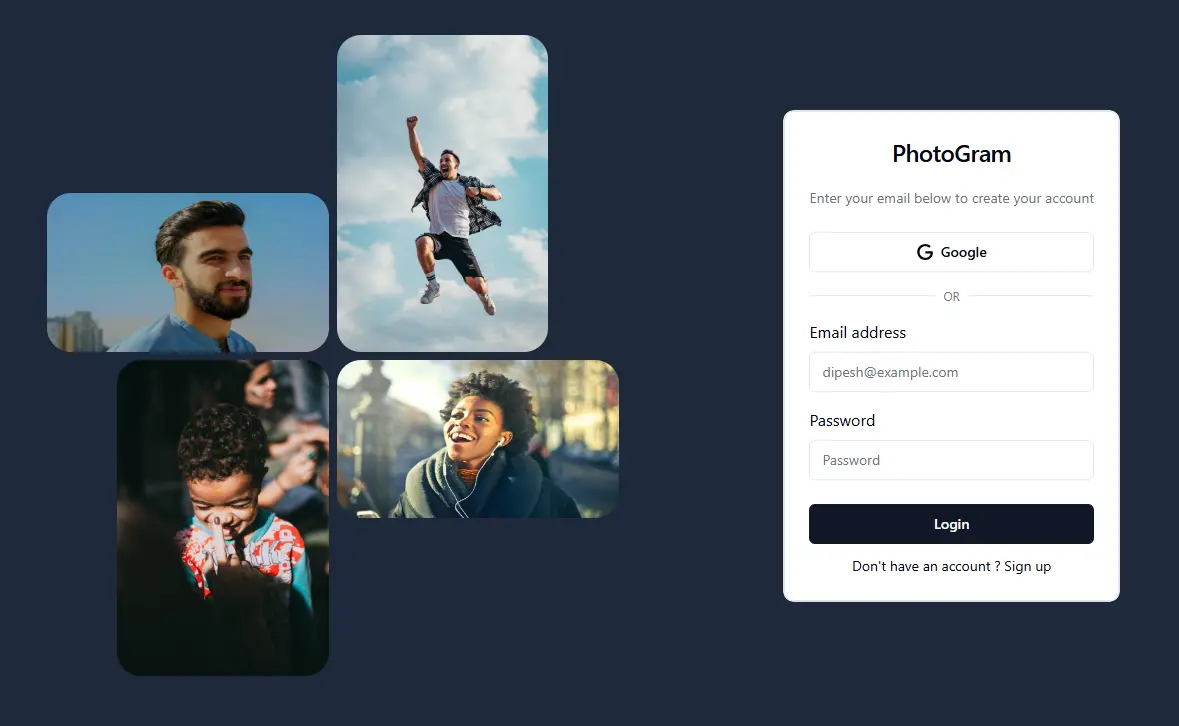 PhotoGram
Enter your email below to create your account
Google
OR
Email address
dipesh@example.com
Password
Password
Login
Don't have an account ? Sign up